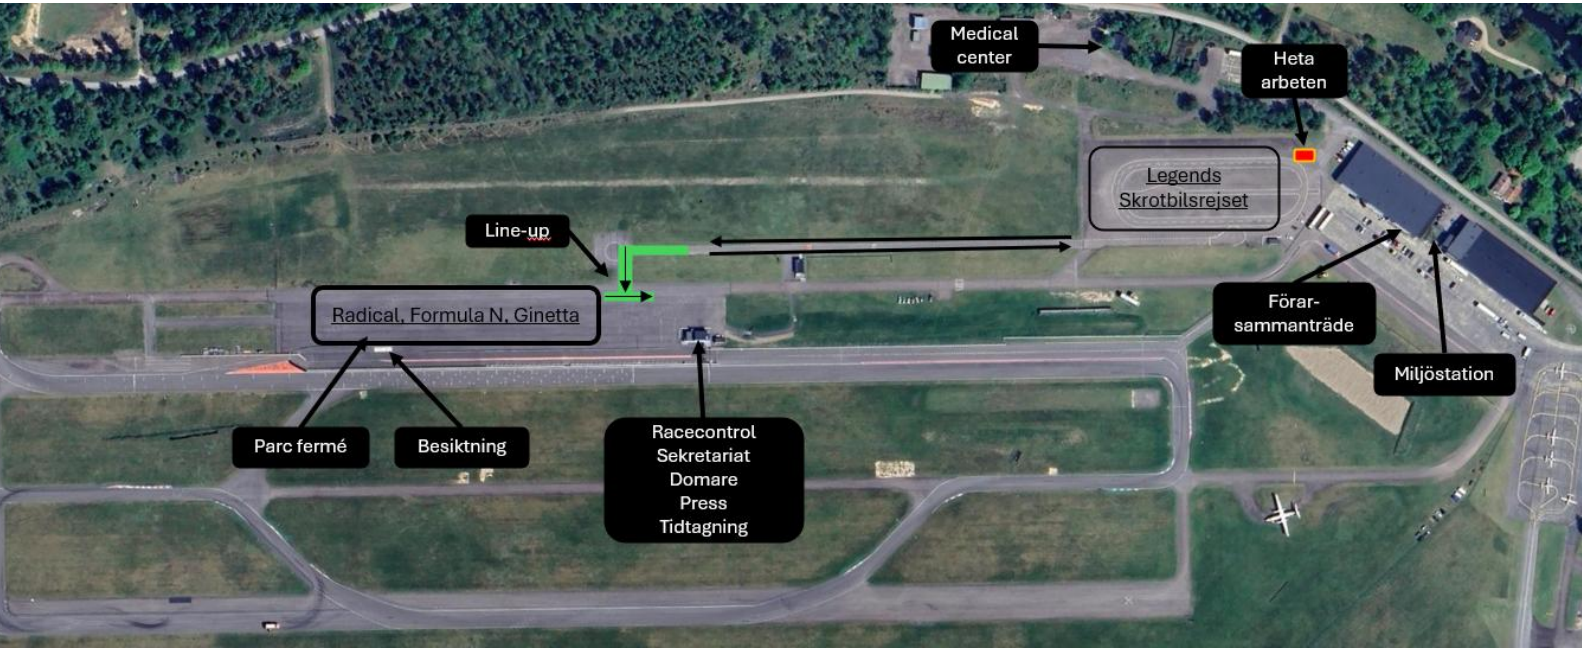 Medical
center
Heta
arbeten
Legends
Skrotbilsrejset
Line-up
Radical, Formula N, Ginetta
Förar-
sammanträde
Miljöstation
Parc fermé
Besiktning
Racecontrol
Sekretariat
Domare
Press
Tidtagning